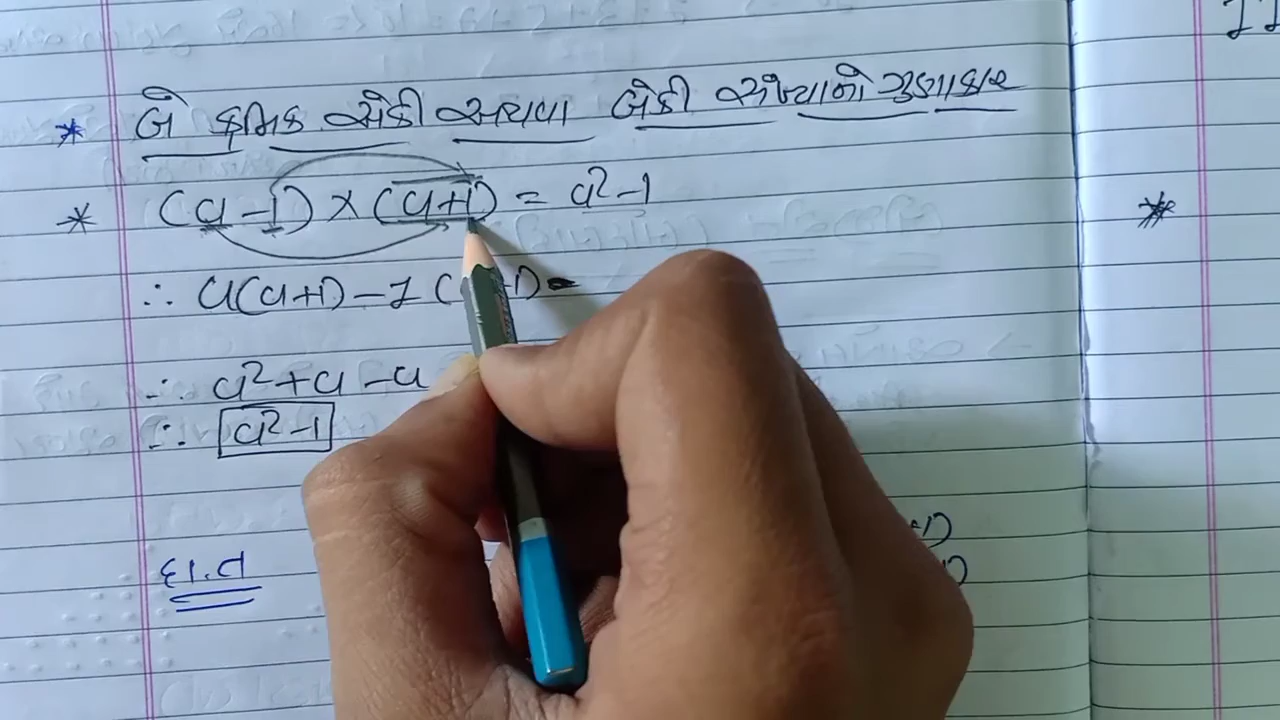 * બે ક્રમિક એકી અથવા બેકી સંખ્યાનો ગુણાકાર
* (a-1) × (a+1) = a²-1
∴ a(a+1) - 1(
∴ a²+a-a
∴ a²-1
દા.ત